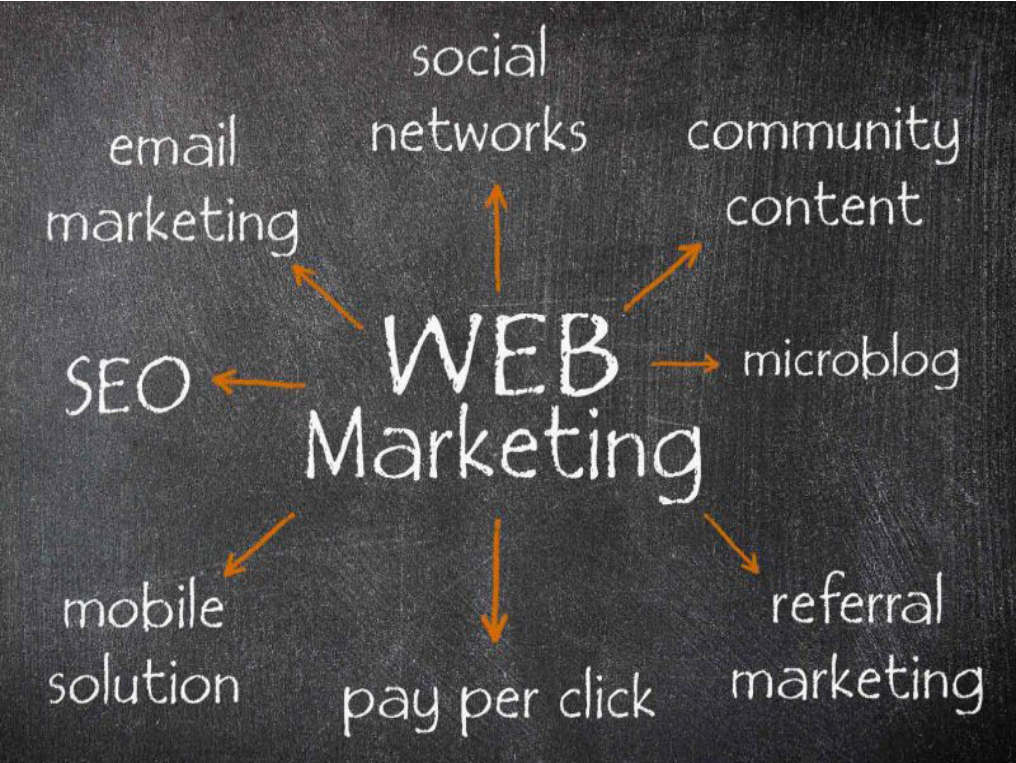 social
networks
email
marketing
community
content
WEB
Marketing
SEO
microblog
mobile
solution
pay per click
referral
marketing